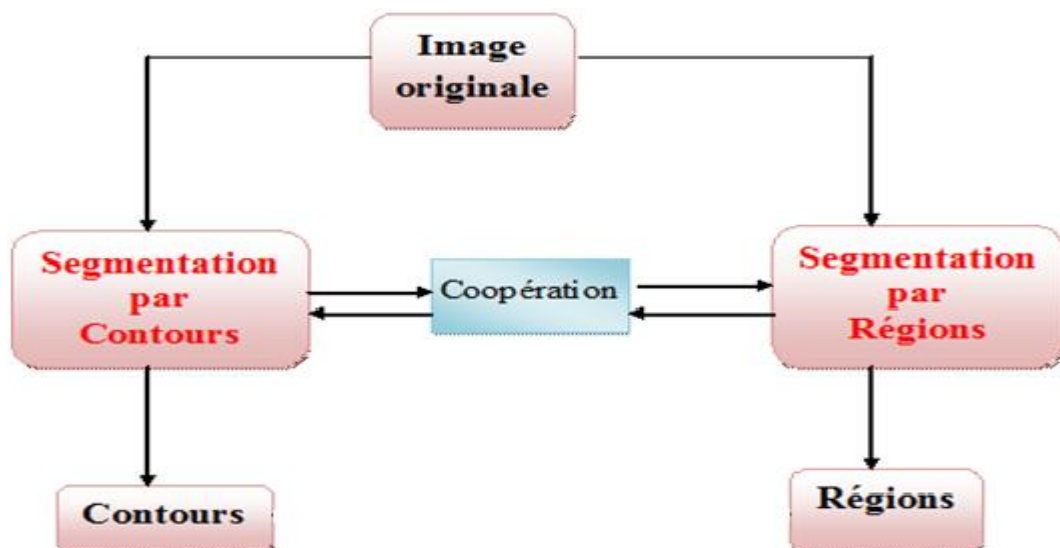 Image
originale
Segmentation
par
Contours
Coopération
Segmentation
par
Régions
Contours
Régions